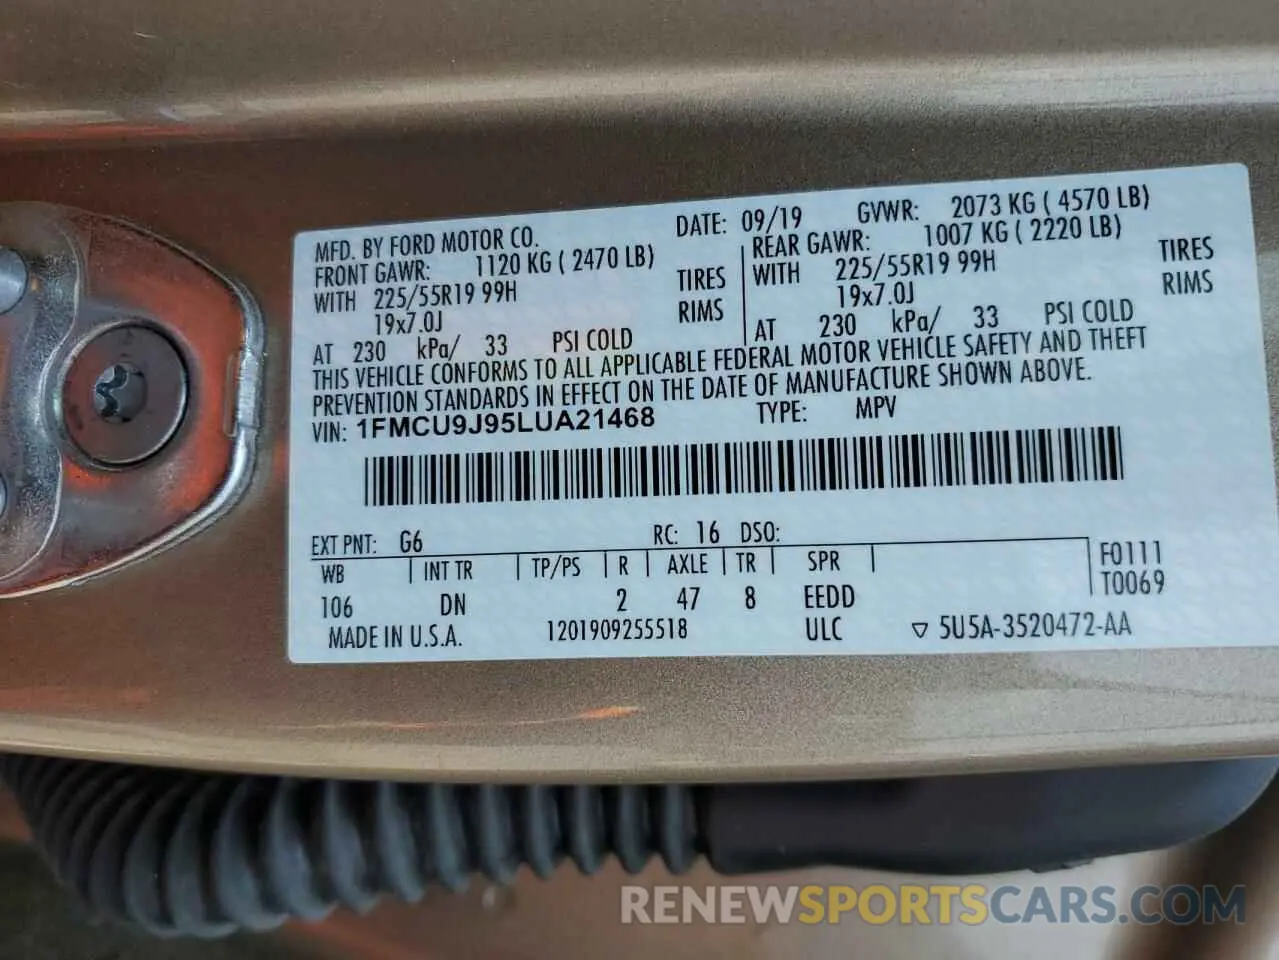 MFD. BY FORD MOTOR CO. DATE: 09/19 GVWR: 2073 KG ( 4570 LB)
FRONT GAWR: 1120 KG ( 2470 LB) REAR GAWR: 1007 KG ( 2220 LB)
WITH 225/55R19 99H TIRES WITH 225/55R19 99H TIRES
19x7.0J RIMS 19x7.0J RIMS
AT 230 kPa/ 33 PSI COLD AT 230 kPa/ 33 PSI COLD
THIS VEHICLE CONFORMS TO ALL APPLICABLE FEDERAL MOTOR VEHICLE SAFETY AND THEFT
PREVENTION STANDARDS IN EFFECT ON THE DATE OF MANUFACTURE SHOWN ABOVE.
VIN: 1FMCU9J95LUA21468 TYPE: MPV
EXT PNT: G6 RC: 16 DSO:
WB INT TR TP/PS R AXLE TR SPR F0111
106 DN 2 47 8 EEDD T0069
MADE IN U.S.A. 1201909255518 ULC ▽ 5U5A-3520472-AA
RENEWSPORTSCARS.COM